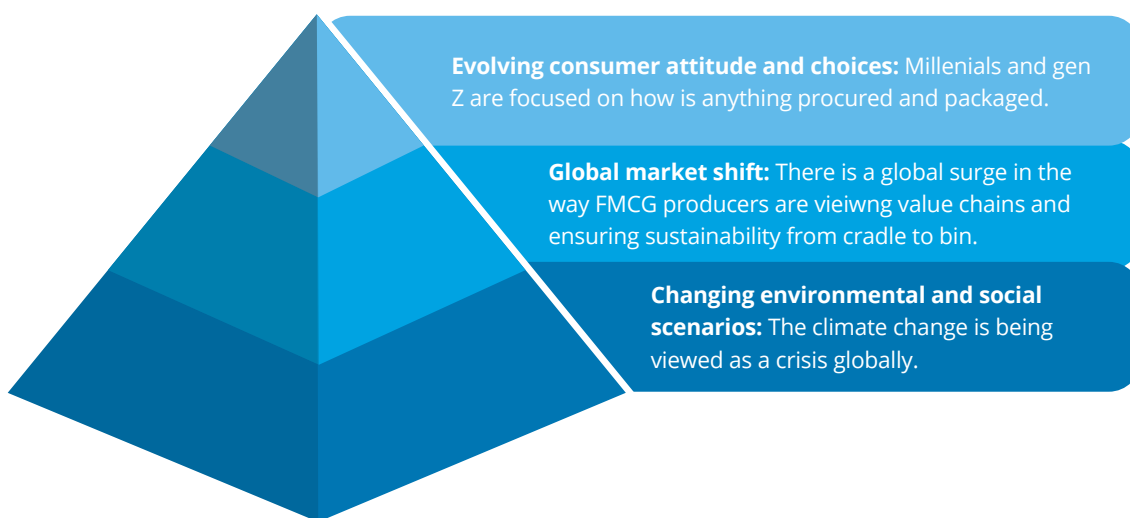 Evolving consumer attitude and choices: Millenials and gen
Z are focused on how is anything procured and packaged.
Global market shift: There is a global surge in the
way FMCG producers are vieiwng value chains and
ensuring sustainability from cradle to bin.
Changing environmental and social
scenarios: The climate change is being
viewed as a crisis globally.